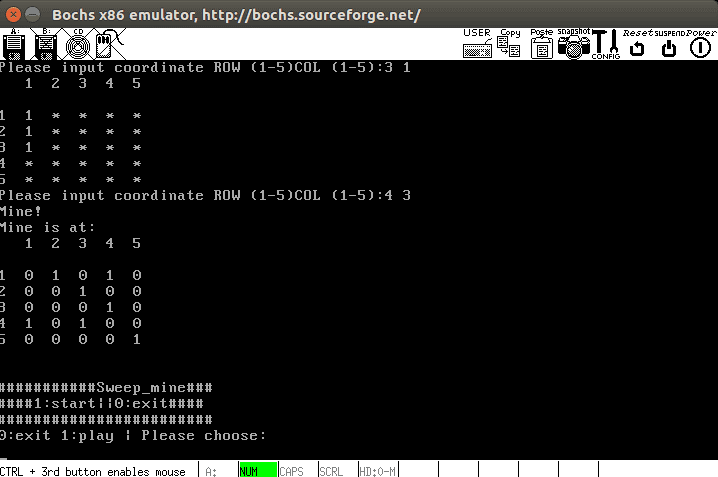 Bochs x86 emulator, http://bochs.sourceforge.net/
A: B: CD USER Copy Paste snapshot CONFIG Reset SUSPEND Power
Please input coordinate ROW (1-5)COL (1-5):3 1
1 2 3 4 5
1 1 * * * *
2 1 * * * *
3 1 * * * *
4 * * * * *
5 * * * * *
Please input coordinate ROW (1-5)COL (1-5):4 3
Mine!
Mine is at:
1 2 3 4 5
1 0 1 0 1 0
2 0 0 1 0 0
3 0 0 0 1 0
4 1 0 1 0 0
5 0 0 0 0 1
###########Sweep_mine###
####1:start||0:exit####
########################
0:exit 1:play | Please choose:
CTRL + 3rd button enables mouse A: NUM CAPS SCRL HD:0-M